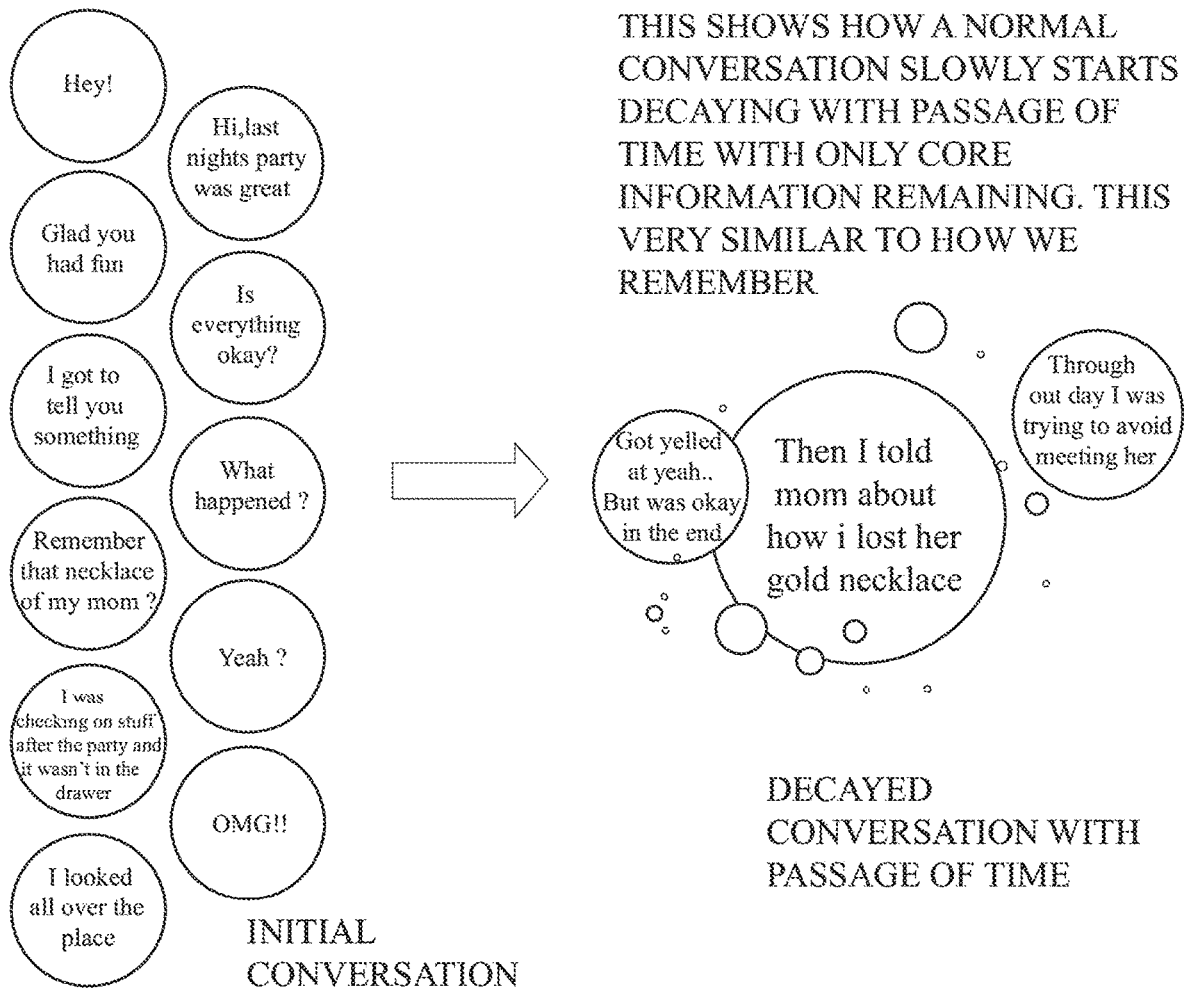 Hey!
Hi,last
nights party
was great
Glad you
had fun
Is
everything
okay?
I got to
tell you
something
What
happened ?
Remember
that necklace
of my mom ?
Yeah ?
I was
checking on stuff
after the party and
it wasn't in the
drawer
OMG!!
I looked
all over the
place
INITIAL
CONVERSATION
THIS SHOWS HOW A NORMAL
CONVERSATION SLOWLY STARTS
DECAYING WITH PASSAGE OF
TIME WITH ONLY CORE
INFORMATION REMAINING. THIS
VERY SIMILAR TO HOW WE
REMEMBER
Got yelled
at yeah..
But was okay
in the end
Then I told
mom about
how i lost her
gold necklace
Through
out day I was
trying to avoid
meeting her
DECAYED
CONVERSATION WITH
PASSAGE OF TIME